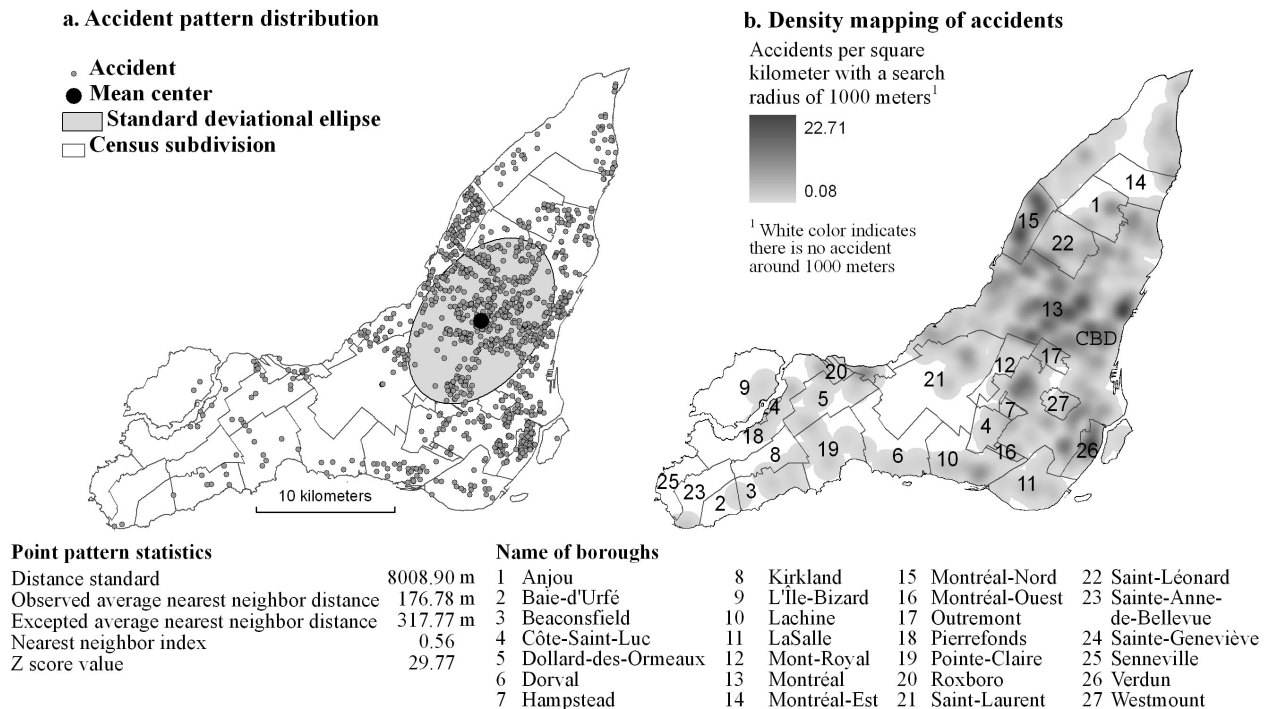 a. Accident pattern distribution
Accident
Mean center
Standard deviational ellipse
Census subdivision
10 kilometers
b. Density mapping of accidents
Accidents per square
kilometer with a search
radius of 1000 meters1
22.71
0.08
1 White color indicates
there is no accident
around 1000 meters
14
1
15
22
13
CBD
17
12
20
21
9
5
4
7
27
4
18
19
8
6
10
16
26
25
23
3
2
11
Point pattern statistics
Distance standard 8008.90 m
Observed average nearest neighbor distance 176.78 m
Excepted average nearest neighbor distance 317.77 m
Nearest neighbor index 0.56
Z score value 29.77
Name of boroughs
1 Anjou
2 Baie-d'Urfé
3 Beaconsfield
4 Côte-Saint-Luc
5 Dollard-des-Ormeaux
6 Dorval
7 Hampstead
8 Kirkland
9 L'Île-Bizard
10 Lachine
11 LaSalle
12 Mont-Royal
13 Montréal
14 Montréal-Est
15 Montréal-Nord
16 Montréal-Ouest
17 Outremont
18 Pierrefonds
19 Pointe-Claire
20 Roxboro
21 Saint-Laurent
22 Saint-Léonard
23 Sainte-Anne-
de-Bellevue
24 Sainte-Geneviève
25 Senneville
26 Verdun
27 Westmount